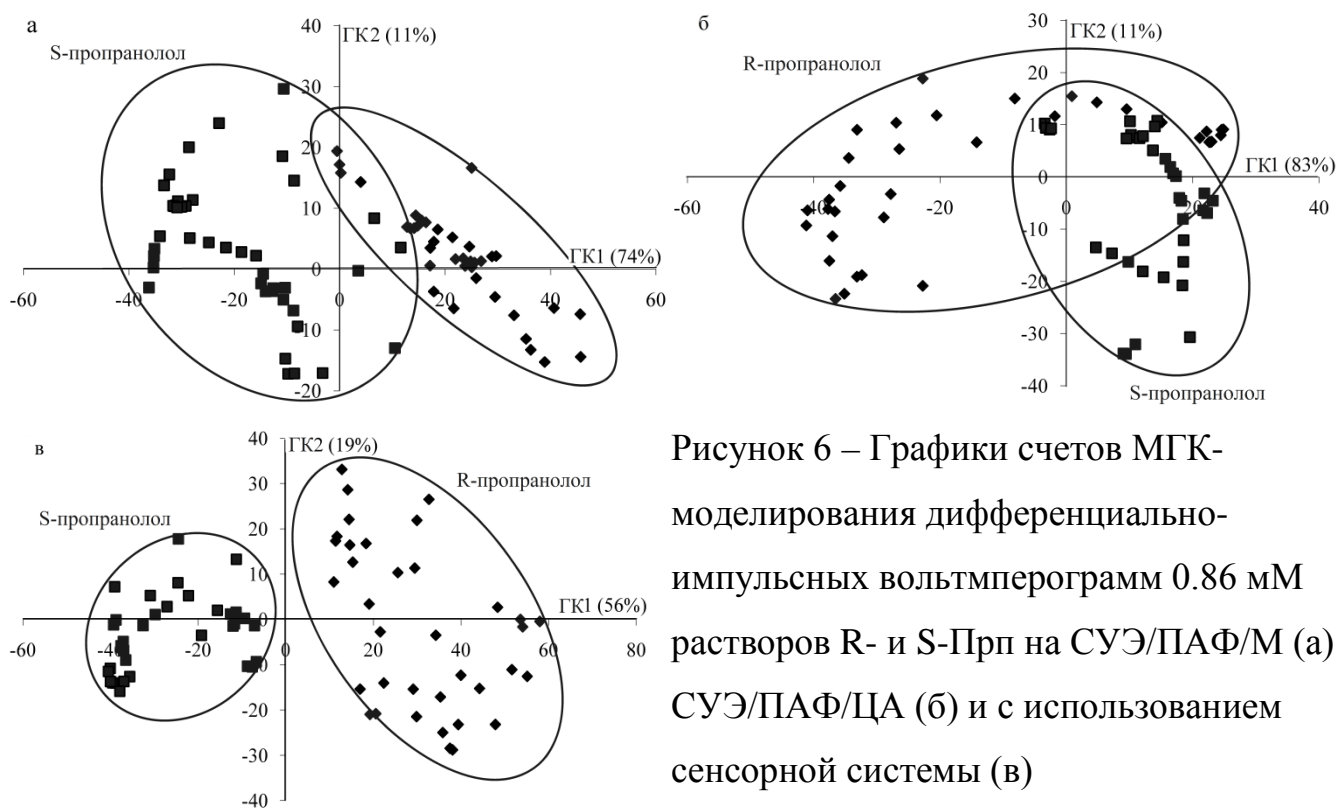 а
S-пропранолол
ГК2 (11%)
ГК1 (74%)
40
30
20
10
0
-10
-20
-60
-40
-20
0
20
40
60
б
R-пропранолол
ГК2 (11%)
ГК1 (83%)
S-пропранолол
30
20
10
0
-10
-20
-30
-40
-60
-40
-20
0
20
40
в
S-пропранолол
ГК2 (19%)
R-пропранолол
ГК1 (56%)
40
30
20
10
0
-10
-20
-30
-40
-60
-40
-20
0
20
40
60
80
Рисунок 6 – Графики счетов МГК-
моделирования дифференциально-
импульсных вольтмперограмм 0.86 мМ
растворов R- и S-Прп на СУЭ/ПАФ/М (а)
СУЭ/ПАФ/ЦА (б) и с использованием
сенсорной системы (в)